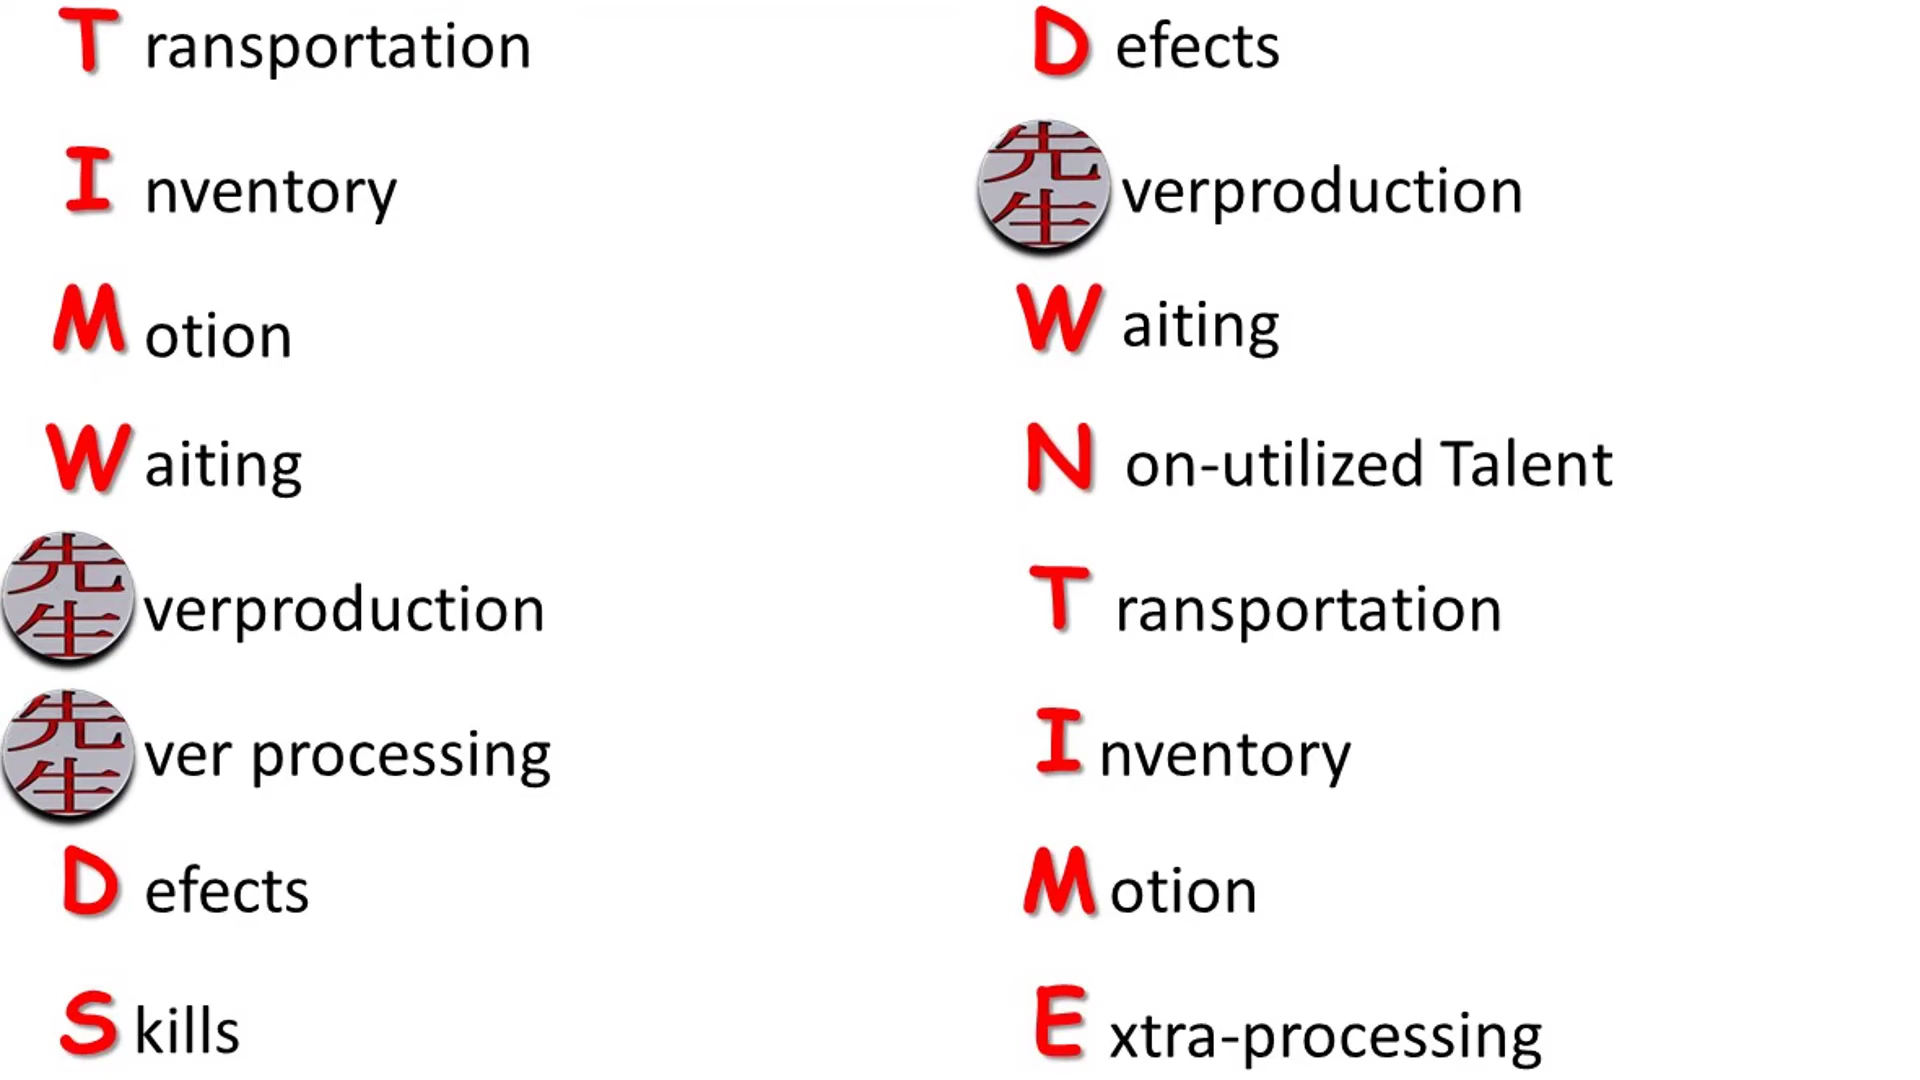 Transportation
Inventory
Motion
Waiting
先生verproduction
先生ver processing
Defects
Skills
Defects
先生verproduction
Waiting
Non-utilized Talent
Transportation
Inventory
Motion
Extra-processing